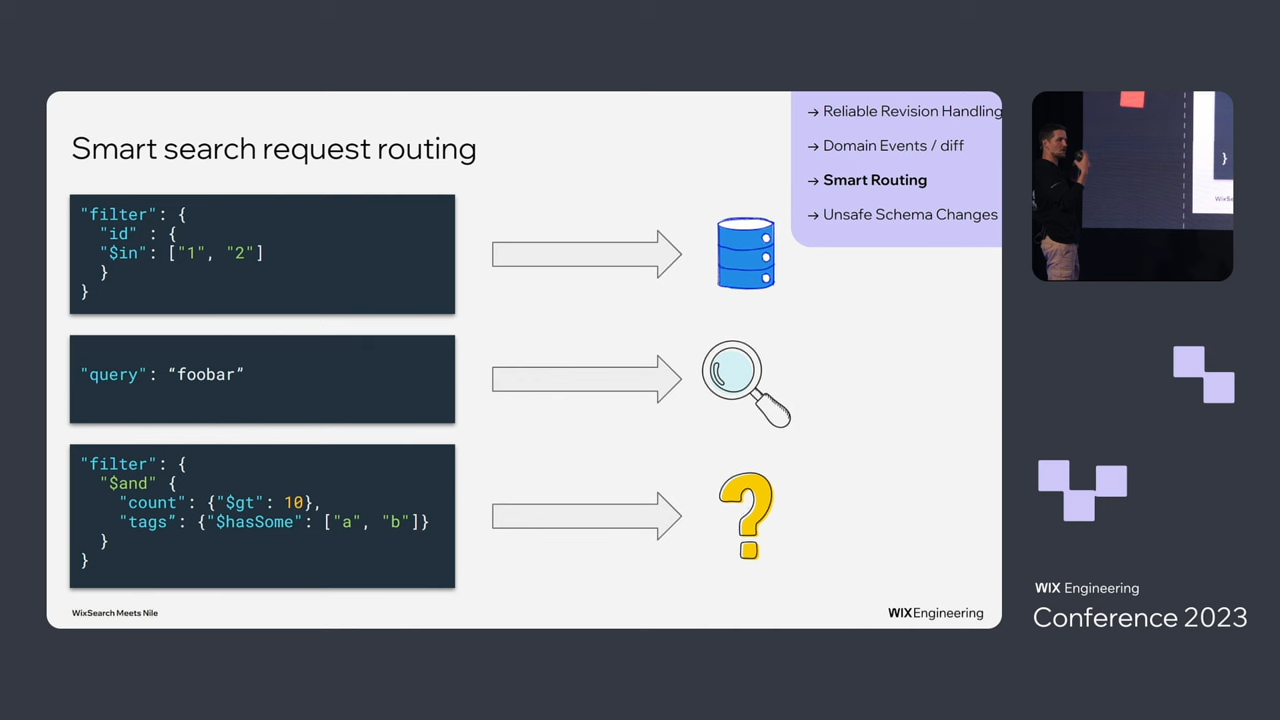 Smart search request routing
→ Reliable Revision Handling
→ Domain Events / diff
→ Smart Routing
→ Unsafe Schema Changes
"filter": {
"id" : {
"$in": ["1", "2"]
}
}
"query": “foobar”
"filter": {
"$and" {
"count": {"$gt": 10},
"tags”: {"$hasSome": ["a", "b"]}
}
}
WixSearch Meets Nile
WIXEngineering
}
WixSe
WIX Engineering
Conference 2023